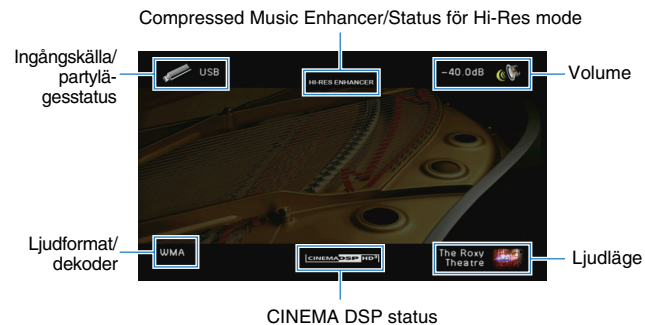 Compressed Music Enhancer/Status för Hi-Res mode
Ingångskälla/
partylä-
gesstatus
USB
HI-RES ENHANCER
-40.0dB
Volume
Ljudformat/
dekoder
WMA
CINEMA DSP HD³
The Roxy
Theatre
Ljudläge
CINEMA DSP status